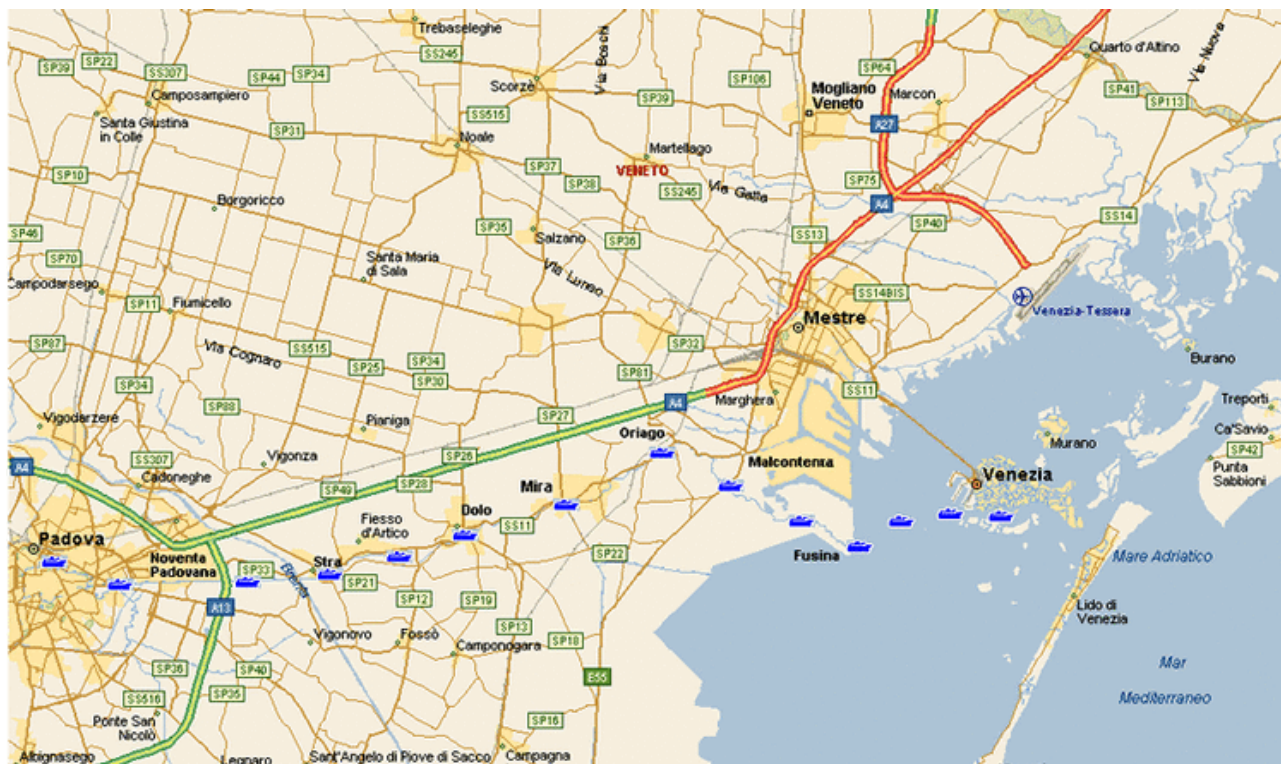 Trebaseleghe
SS245
Via Boschi
SP64
Quarto d'Altino
Via Nuova
SP39
SP22
SS307
SP44
SP34
Scorzè
SP106
Mogliano
Veneto
Marcon
SP41
SP113
Camposampiero
SP39
Santa Giustina
in Colle
SS515
A27
SP31
Noale
Martellago
SP10
SP37
VENETO
SP38
SS245
Via Gatta
SP75
A4
Borgoricco
SP40
SS14
SP46
SP35
Salzano
SP36
SS13
SP70
Santa Maria
di Sala
Via Luneo
Campodarsego
SP11
Fiumicello
SS14BIS
Venezia-Tessera
Mestre
SP87
Via Cognaro
SS515
SP34
SP32
SP25
SP30
SP81
Burano
SP34
SP88
SS11
A4
Marghera
Treporti
Vigodarzere
Pianiga
SP27
Oriago
Murano
Ca'Savio
SP42
SS307
Vigonza
SP26
Malcontenta
Punta
Sabbioni
A4
Cadoneghe
SP49
SP28
Mira
Venezia
Dolo
Fiesso
d'Artico
SS11
Padova
Noventa
Padovana
SP33
Stra
SP22
Fusina
Mare Adriatico
Brenta
SP21
A13
SP12
SP19
Lido di
Venezia
SP13
Vigonovo
Fossò
Camponogara
SP18
SP36
SP40
E55
Mar
Mediterraneo
SS516
SP35
Ponte San
Nicolò
SP16
Albignasego
Legnaro
Sant'Angelo di Piove di Sacco
Campagna